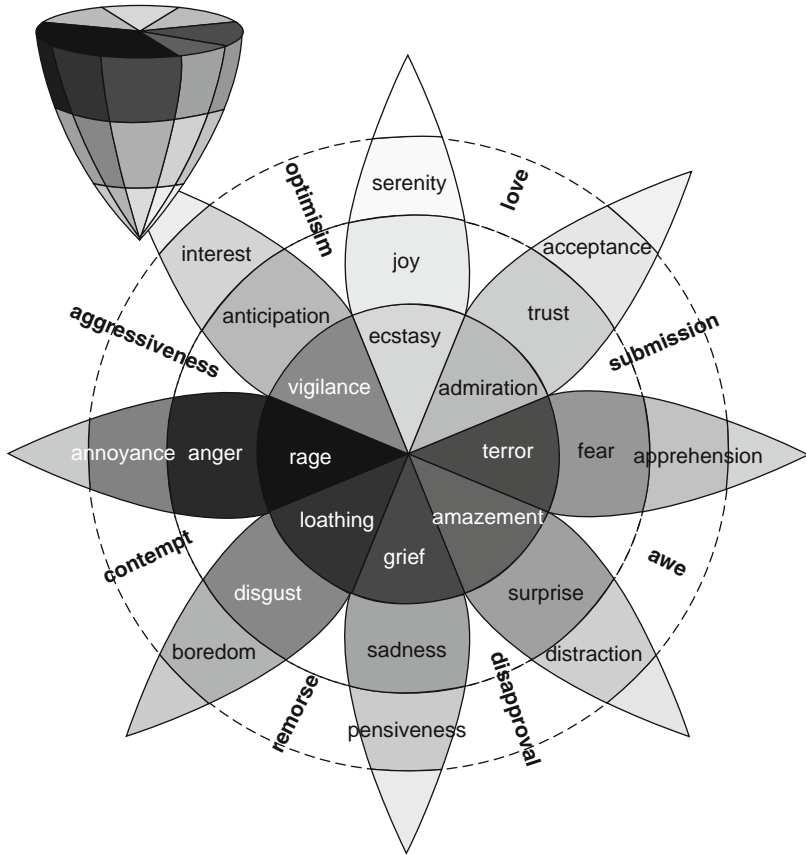 serenity
optimisim
love
interest
joy
acceptance
anticipation
trust
aggressiveness
ecstasy
submission
vigilance
admiration
annoyance
anger
rage
terror
fear
apprehension
loathing
amazement
contempt
grief
awe
disgust
surprise
boredom
sadness
distraction
remorse
disapproval
pensiveness